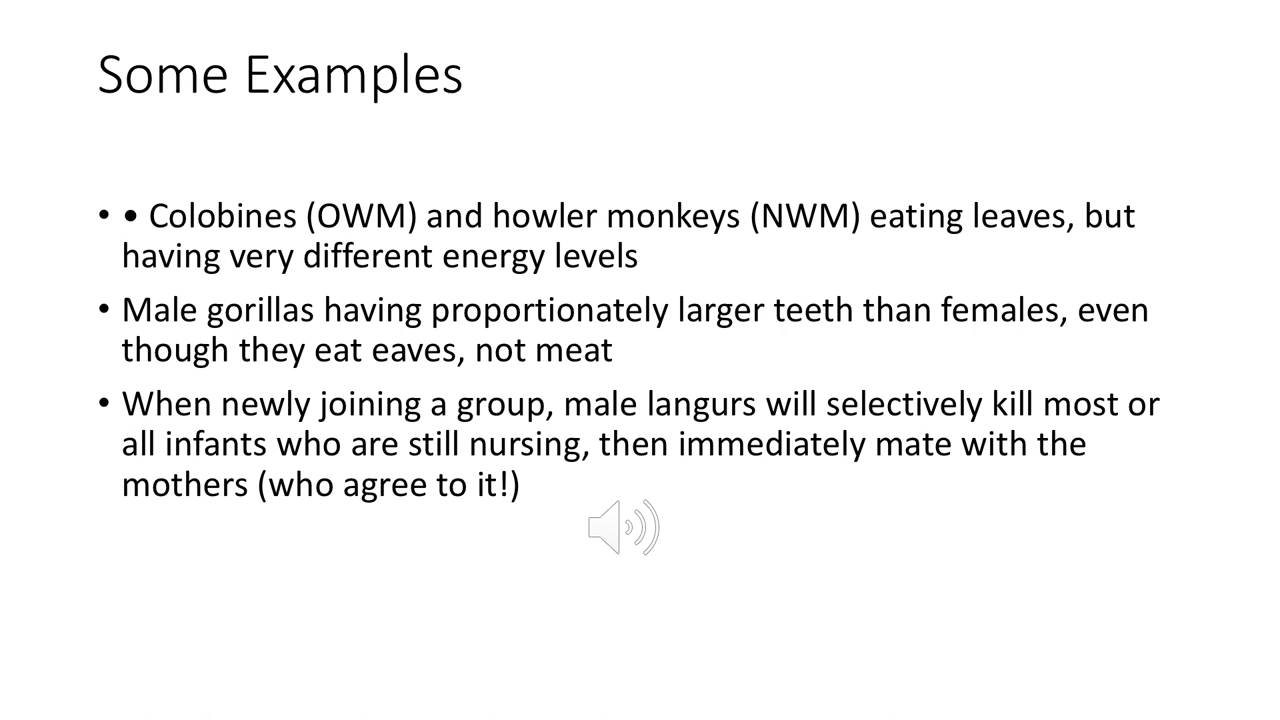 Some Examples
• • Colobines (OWM) and howler monkeys (NWM) eating leaves, but
having very different energy levels
• Male gorillas having proportionately larger teeth than females, even
though they eat eaves, not meat
• When newly joining a group, male langurs will selectively kill most or
all infants who are still nursing, then immediately mate with the
mothers (who agree to it!)